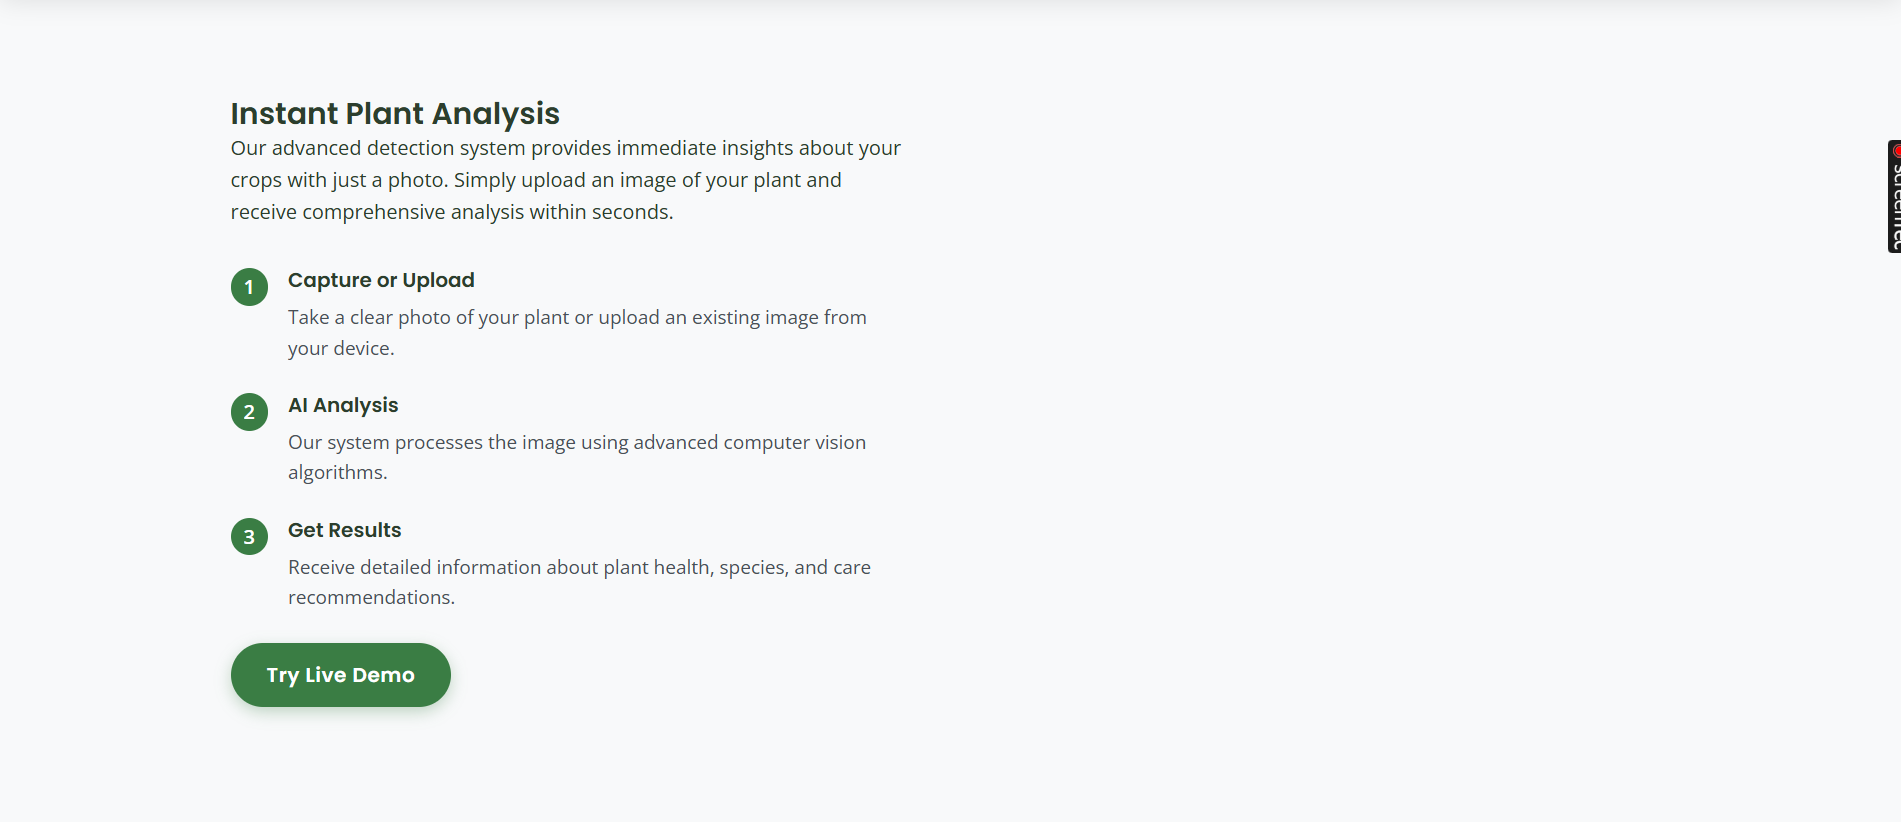 Instant Plant Analysis
Our advanced detection system provides immediate insights about your
crops with just a photo. Simply upload an image of your plant and
receive comprehensive analysis within seconds.
1
Capture or Upload
Take a clear photo of your plant or upload an existing image from
your device.
2
AI Analysis
Our system processes the image using advanced computer vision
algorithms.
3
Get Results
Receive detailed information about plant health, species, and care
recommendations.
Try Live Demo